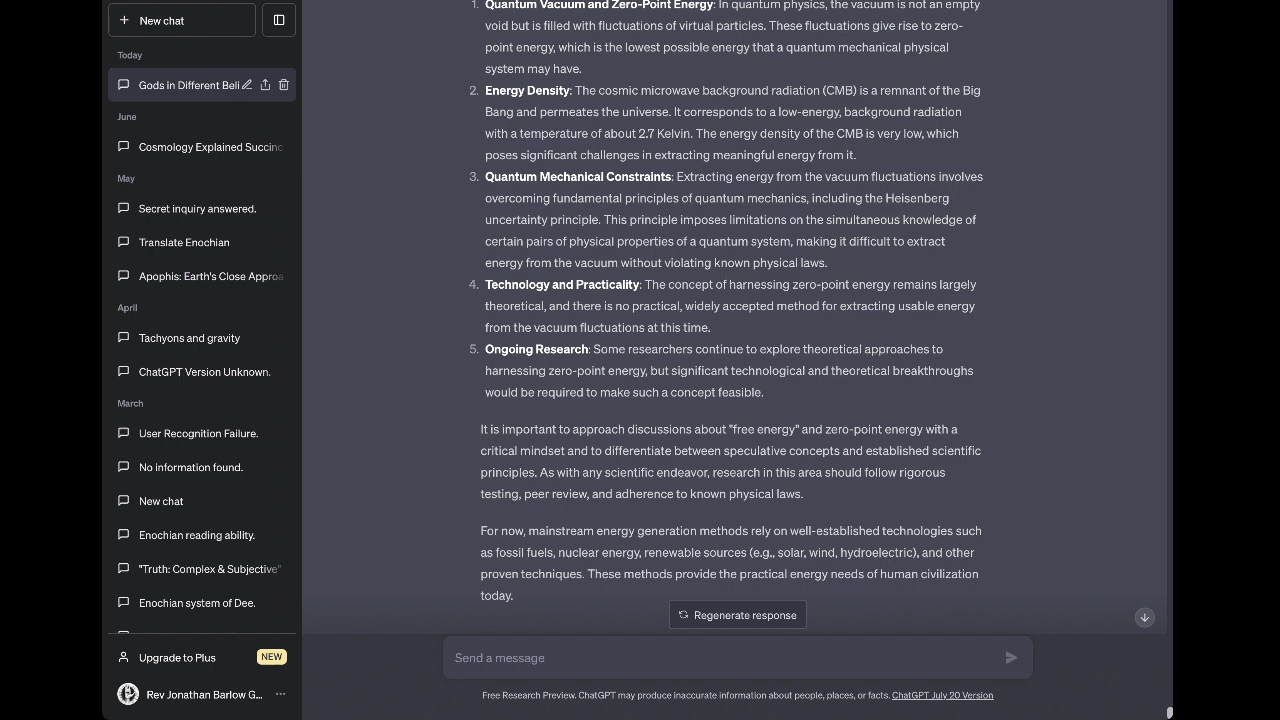 New chat
Today
Gods in Different Beli
June
Cosmology Explained Succinc
May
Secret inquiry answered.
Translate Enochian
Apophis: Earth's Close Approa
April
Tachyons and gravity
ChatGPT Version Unknown.
March
User Recognition Failure.
No information found.
New chat
Enochian reading ability.
"Truth: Complex & Subjective"
Enochian system of Dee.
Upgrade to Plus NEW
Rev Jonathan Barlow G...
1. Quantum Vacuum and Zero-Point Energy: In quantum physics, the vacuum is not an empty
void but is filled with fluctuations of virtual particles. These fluctuations give rise to zero-
point energy, which is the lowest possible energy that a quantum mechanical physical
system may have.
2. Energy Density: The cosmic microwave background radiation (CMB) is a remnant of the Big
Bang and permeates the universe. It corresponds to a low-energy, background radiation
with a temperature of about 2.7 Kelvin. The energy density of the CMB is very low, which
poses significant challenges in extracting meaningful energy from it.
3. Quantum Mechanical Constraints: Extracting energy from the vacuum fluctuations involves
overcoming fundamental principles of quantum mechanics, including the Heisenberg
uncertainty principle. This principle imposes limitations on the simultaneous knowledge of
certain pairs of physical properties of a quantum system, making it difficult to extract
energy from the vacuum without violating known physical laws.
4. Technology and Practicality: The concept of harnessing zero-point energy remains largely
theoretical, and there is no practical, widely accepted method for extracting usable energy
from the vacuum fluctuations at this time.
5. Ongoing Research: Some researchers continue to explore theoretical approaches to
harnessing zero-point energy, but significant technological and theoretical breakthroughs
would be required to make such a concept feasible.
It is important to approach discussions about "free energy" and zero-point energy with a
critical mindset and to differentiate between speculative concepts and established scientific
principles. As with any scientific endeavor, research in this area should follow rigorous
testing, peer review, and adherence to known physical laws.
For now, mainstream energy generation methods rely on well-established technologies such
as fossil fuels, nuclear energy, renewable sources (e.g., solar, wind, hydroelectric), and other
proven techniques. These methods provide the practical energy needs of human civilization
today.
Regenerate response
Send a message
Free Research Preview. ChatGPT may produce inaccurate information about people, places, or facts. ChatGPT July 20 Version